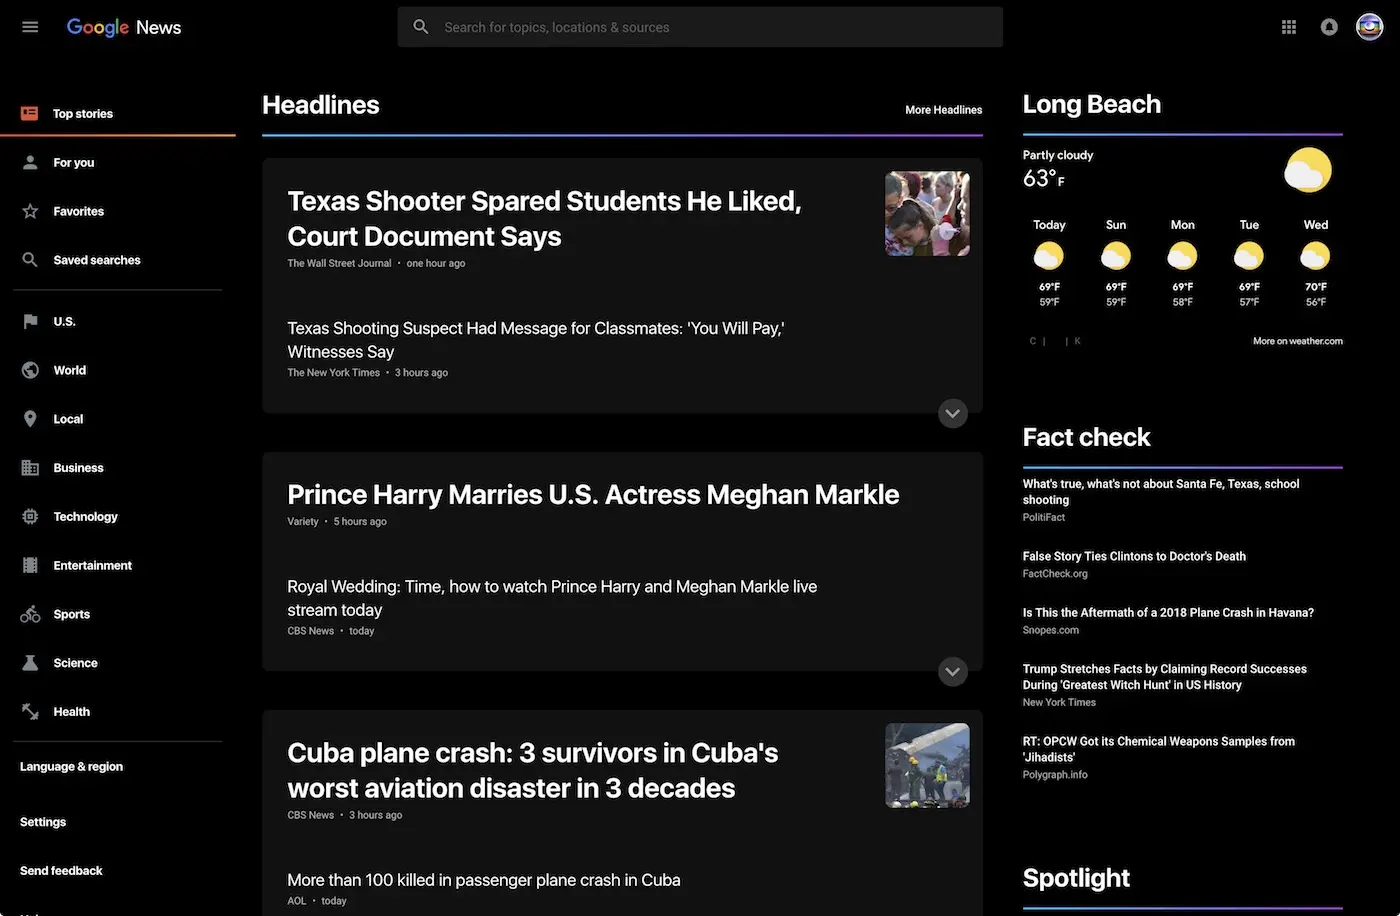 Google News
Search for topics, locations & sources
Top stories
For you
Favorites
Saved searches
U.S.
World
Local
Business
Technology
Entertainment
Sports
Science
Health
Language & region
Settings
Send feedback
Headlines
More Headlines
Texas Shooter Spared Students He Liked,
Court Document Says
The Wall Street Journal • one hour ago
Texas Shooting Suspect Had Message for Classmates: 'You Will Pay,'
Witnesses Say
The New York Times • 3 hours ago
Prince Harry Marries U.S. Actress Meghan Markle
Variety • 5 hours ago
Royal Wedding: Time, how to watch Prince Harry and Meghan Markle live
stream today
CBS News • today
Cuba plane crash: 3 survivors in Cuba's
worst aviation disaster in 3 decades
CBS News • 3 hours ago
More than 100 killed in passenger plane crash in Cuba
AOL • today
Long Beach
Partly cloudy
63°F
Today Sun Mon Tue Wed
69°F 69°F 69°F 69°F 70°F
59°F 59°F 58°F 57°F 56°F
C | | K More on weather.com
Fact check
What's true, what's not about Santa Fe, Texas, school
shooting
PolitiFact
False Story Ties Clintons to Doctor's Death
FactCheck.org
Is This the Aftermath of a 2018 Plane Crash in Havana?
Snopes.com
Trump Stretches Facts by Claiming Record Successes
During 'Greatest Witch Hunt' in US History
New York Times
RT: OPCW Got its Chemical Weapons Samples from
'Jihadists'
Polygraph.info
Spotlight